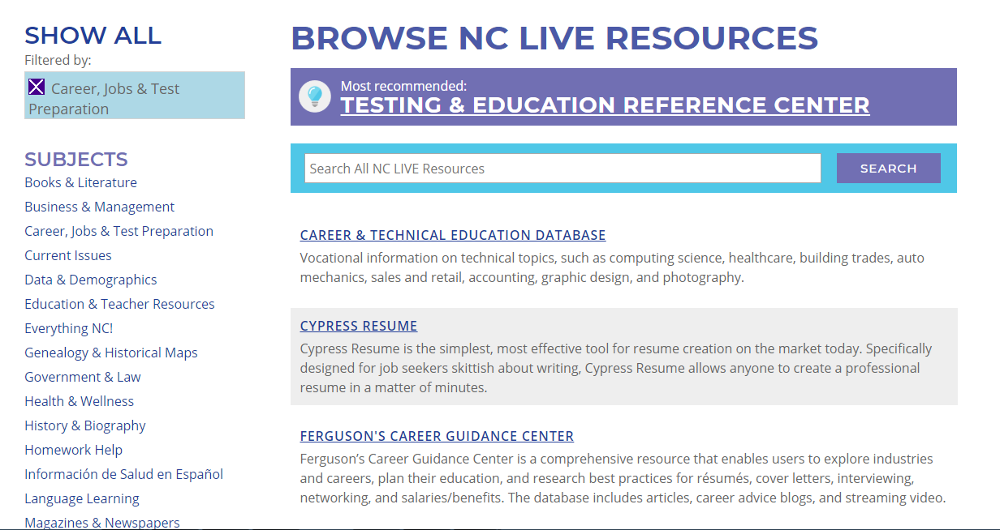 SHOW ALL
Filtered by:
Career, Jobs & Test
Preparation
SUBJECTS
Books & Literature
Business & Management
Career, Jobs & Test Preparation
Current Issues
Data & Demographics
Education & Teacher Resources
Everything NC!
Genealogy & Historical Maps
Government & Law
Health & Wellness
History & Biography
Homework Help
Información de Salud en Español
Language Learning
Magazines & Newspapers
BROWSE NC LIVE RESOURCES
Most recommended:
TESTING & EDUCATION REFERENCE CENTER
Search All NC LIVE Resources
SEARCH
CAREER & TECHNICAL EDUCATION DATABASE
Vocational information on technical topics, such as computing science, healthcare, building trades, auto
mechanics, sales and retail, accounting, graphic design, and photography.
CYPRESS RESUME
Cypress Resume is the simplest, most effective tool for resume creation on the market today. Specifically
designed for job seekers skittish about writing, Cypress Resume allows anyone to create a professional
resume in a matter of minutes.
FERGUSON'S CAREER GUIDANCE CENTER
Ferguson’s Career Guidance Center is a comprehensive resource that enables users to explore industries
and careers, plan their education, and research best practices for résumés, cover letters, interviewing,
networking, and salaries/benefits. The database includes articles, career advice blogs, and streaming video.